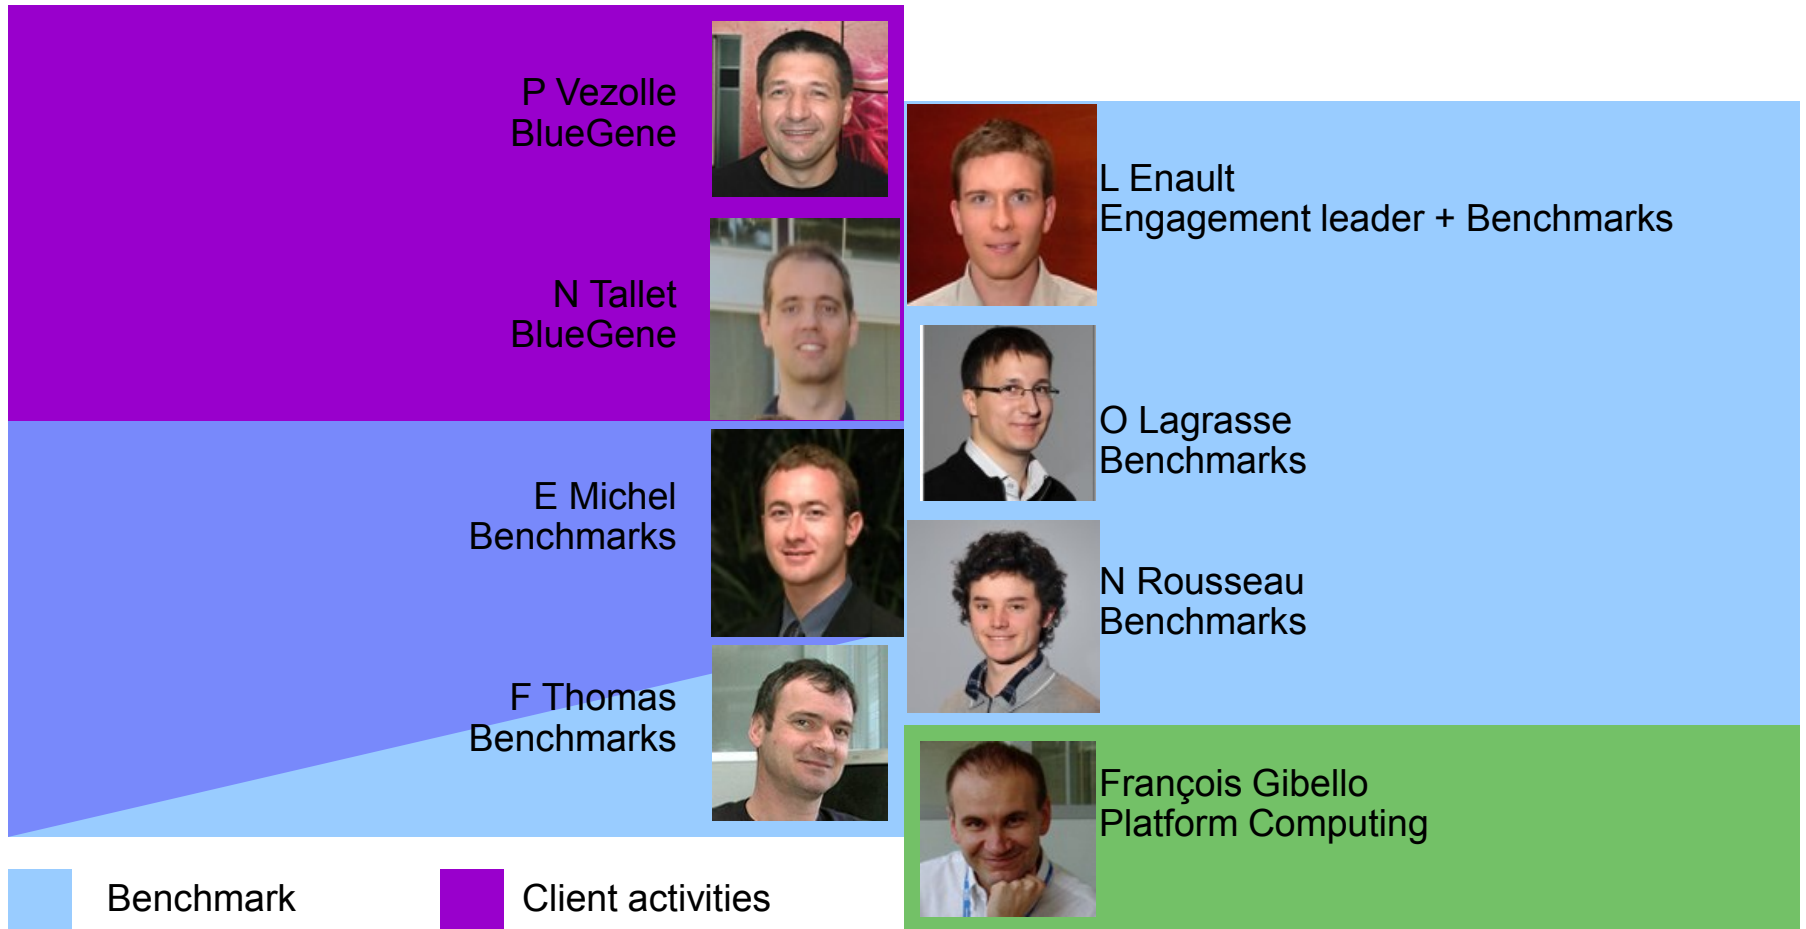 P Vezolle
BlueGene
N Tallet
BlueGene
E Michel
Benchmarks
F Thomas
Benchmarks
L Enault
Engagement leader + Benchmarks
O Lagrasse
Benchmarks
N Rousseau
Benchmarks
François Gibello
Platform Computing
Benchmark
Client activities